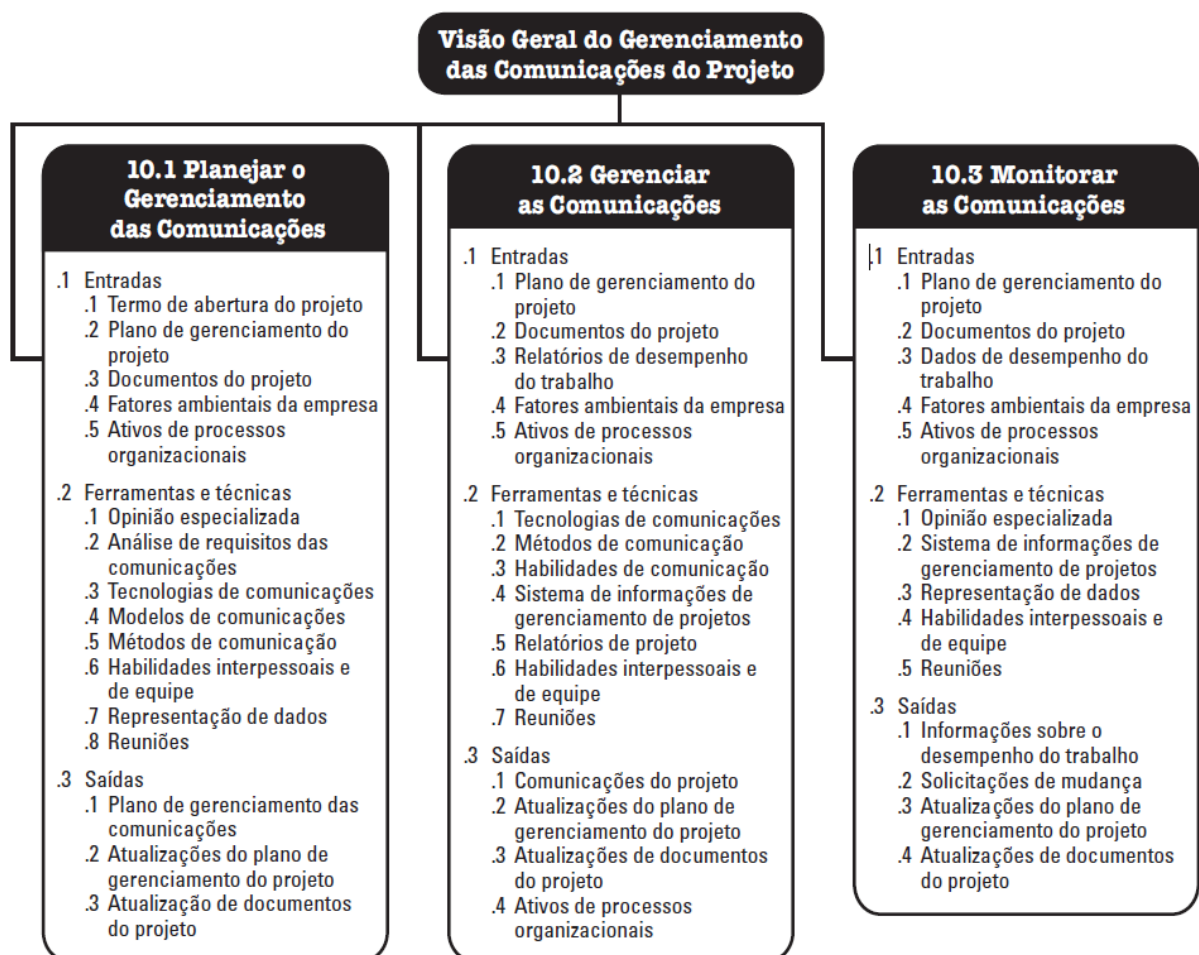 Visão Geral do Gerenciamento
das Comunicações do Projeto
10.1 Planejar o
Gerenciamento
das Comunicações
.1 Entradas
.1 Termo de abertura do projeto
.2 Plano de gerenciamento do
projeto
.3 Documentos do projeto
.4 Fatores ambientais da empresa
.5 Ativos de processos
organizacionais
.2 Ferramentas e técnicas
.1 Opinião especializada
.2 Análise de requisitos das
comunicações
.3 Tecnologias de comunicações
.4 Modelos de comunicações
.5 Métodos de comunicação
.6 Habilidades interpessoais e
de equipe
.7 Representação de dados
.8 Reuniões
.3 Saídas
.1 Plano de gerenciamento das
comunicações
.2 Atualizações do plano de
gerenciamento do projeto
.3 Atualização de documentos
do projeto
10.2 Gerenciar
as Comunicações
.1 Entradas
.1 Plano de gerenciamento do
projeto
.2 Documentos do projeto
.3 Relatórios de desempenho
do trabalho
.4 Fatores ambientais da empresa
.5 Ativos de processos
organizacionais
.2 Ferramentas e técnicas
.1 Tecnologias de comunicações
.2 Métodos de comunicação
.3 Habilidades de comunicação
.4 Sistema de informações de
gerenciamento de projetos
.5 Relatórios de projeto
.6 Habilidades interpessoais e
de equipe
.7 Reuniões
.3 Saídas
.1 Comunicações do projeto
.2 Atualizações do plano de
gerenciamento do projeto
.3 Atualizações de documentos
do projeto
.4 Ativos de processos
organizacionais
10.3 Monitorar
as Comunicações
.1 Entradas
.1 Plano de gerenciamento do
projeto
.2 Documentos do projeto
.3 Dados de desempenho do
trabalho
.4 Fatores ambientais da empresa
.5 Ativos de processos
organizacionais
.2 Ferramentas e técnicas
.1 Opinião especializada
.2 Sistema de informações de
gerenciamento de projetos
.3 Representação de dados
.4 Habilidades interpessoais e
de equipe
.5 Reuniões
.3 Saídas
.1 Informações sobre o
desempenho do trabalho
.2 Solicitações de mudança
.3 Atualizações do plano de
gerenciamento do projeto
.4 Atualizações de documentos
do projeto